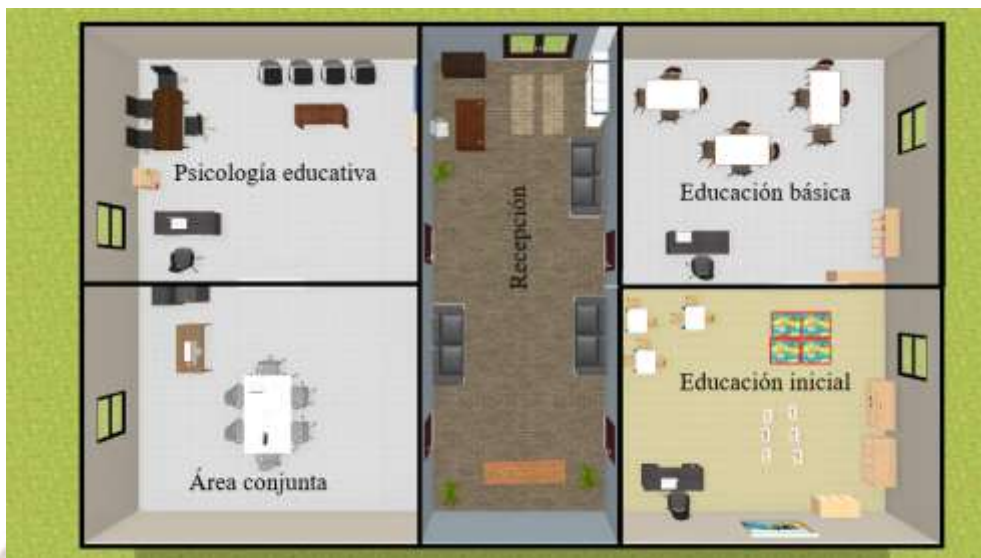 Psicología educativa
Recepción
Educación básica
Educación inicial
Área conjunta